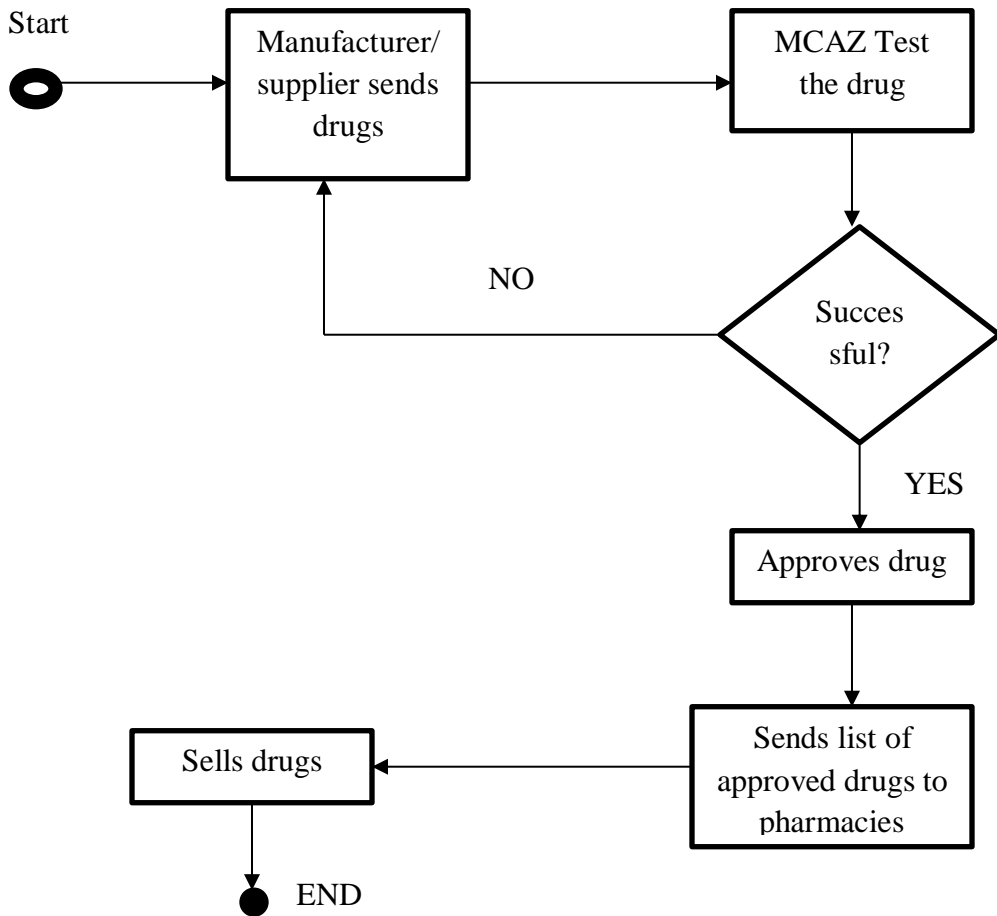 Start
Manufacturer/
supplier sends
drugs
MCAZ Test
the drug
NO
Succes
sful?
YES
Approves drug
Sends list of
approved drugs to
pharmacies
Sells drugs
END